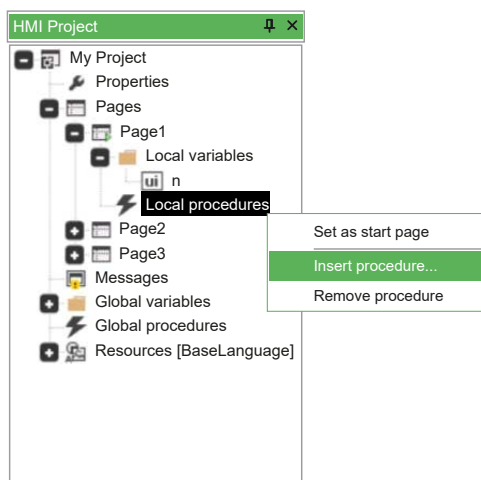 HMI Project
My Project
Properties
Pages
Page1
Local variables
ui n
Local procedures
Page2
Set as start page
Page3
Insert procedure...
Messages
Remove procedure
Global variables
Global procedures
Resources [BaseLanguage]